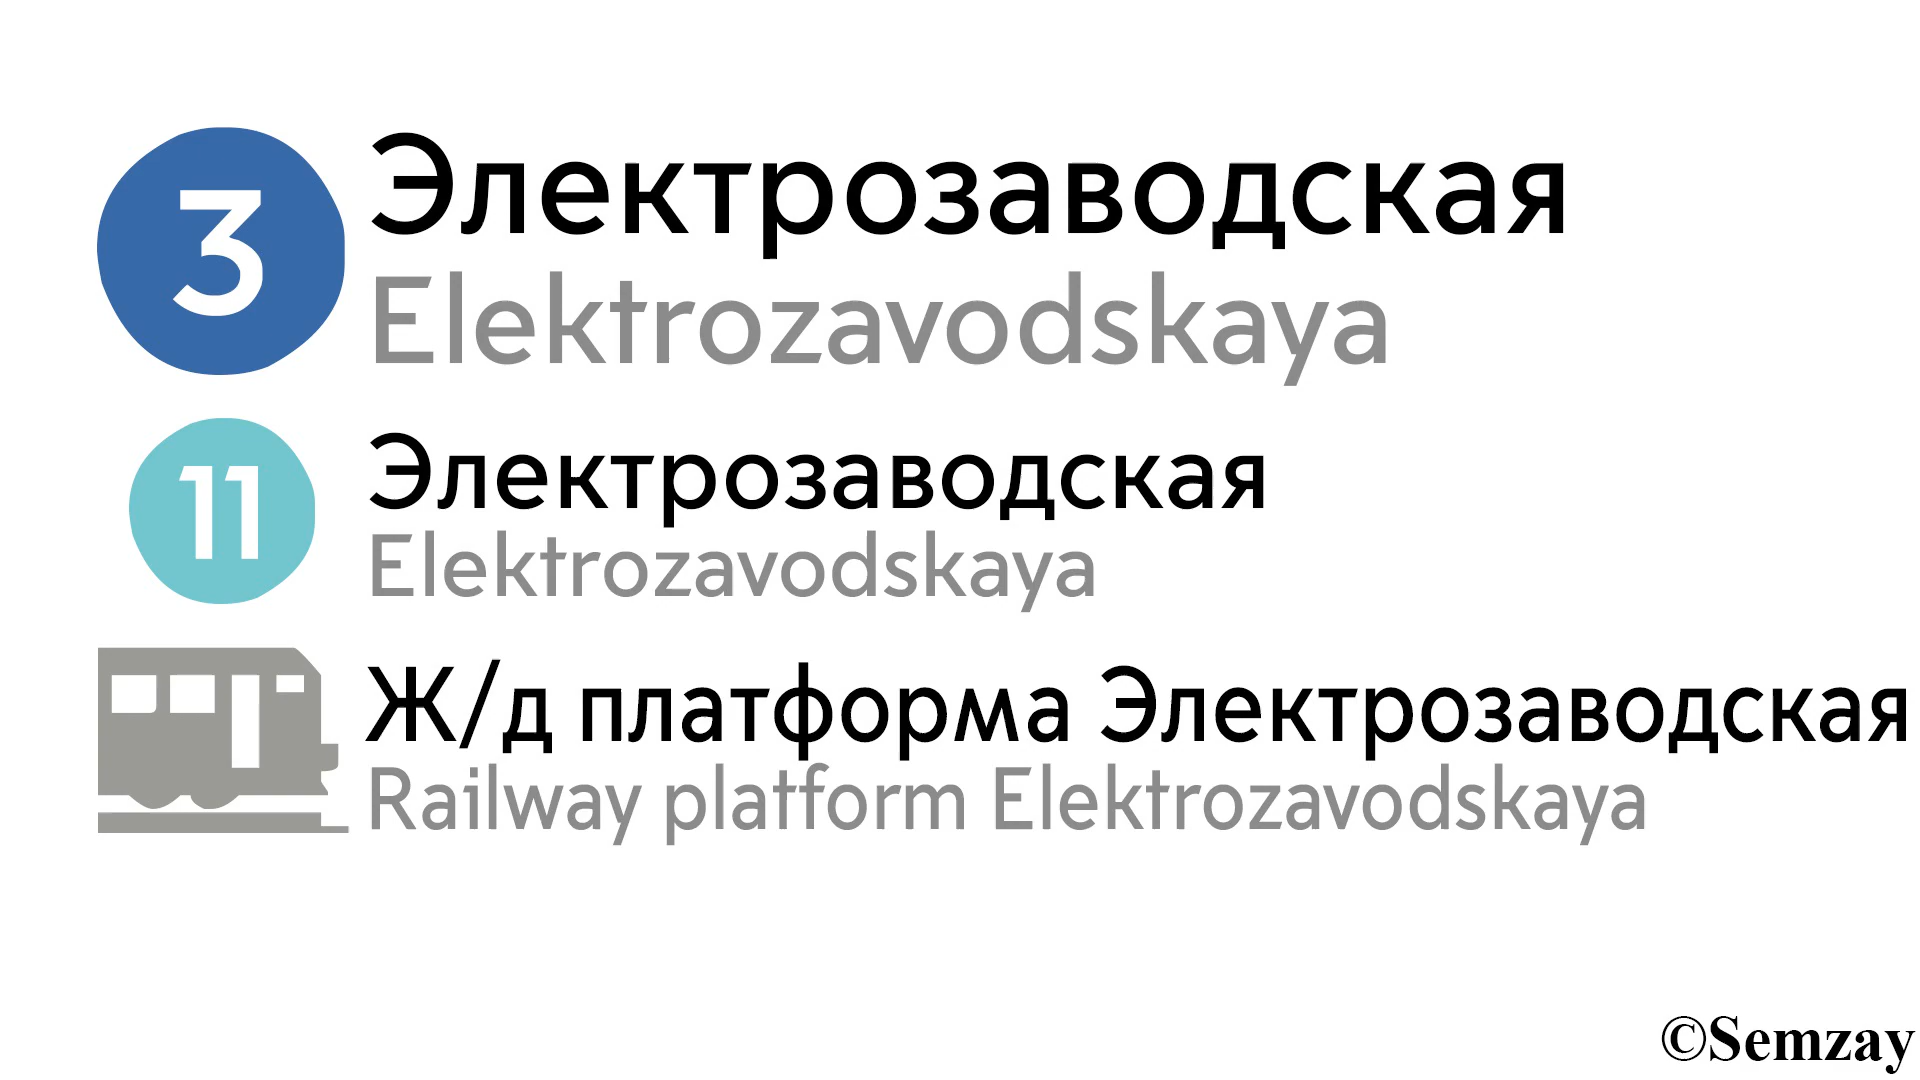 3 Электрозаводская
Elektrozavodskaya
11 Электрозаводская
Elektrozavodskaya
Ж/д платформа Электрозаводская
Railway platform Elektrozavodskaya
©Semzay